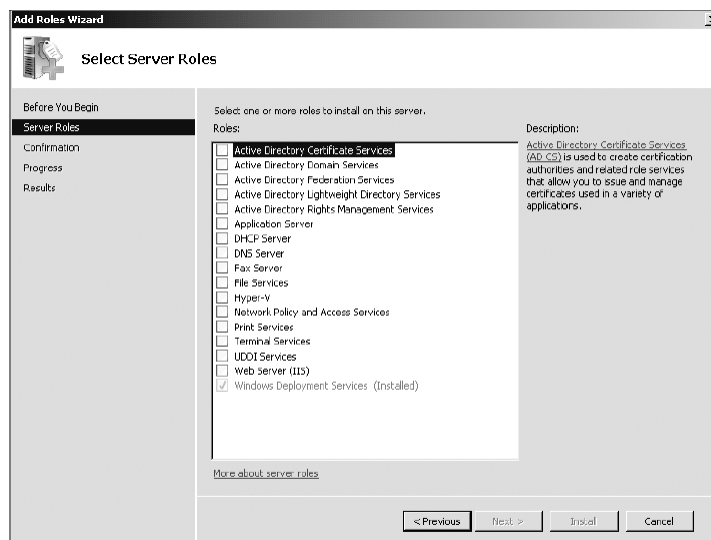 Add Roles Wizard
Select Server Roles
Before You Begin
Server Roles
Confirmation
Progress
Results
Select one or more roles to install on this server.
Roles:
Active Directory Certificate Services
Active Directory Domain Services
Active Directory Federation Services
Active Directory Lightweight Directory Services
Active Directory Rights Management Services
Application Server
DHCP Server
DNS Server
Fax Server
File Services
Hyper-V
Network Policy and Access Services
Print Services
Terminal Services
UDDI Services
Web Server (IIS)
Windows Deployment Services (Installed)
More about server roles
Description:
Active Directory Certificate Services
(AD CS) is used to create certification
authorities and related role services
that allow you to issue and manage
certificates used in a variety of
applications.
< Previous
Next >
Install
Cancel